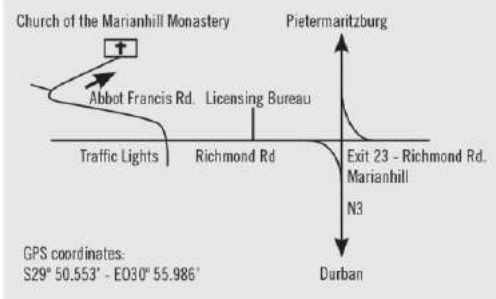 Church of the Marianhill Monastery
Pietermaritzburg
Abbot Francis Rd.
Licensing Bureau
Traffic Lights
Richmond Rd
Exit 23 - Richmond Rd.
Marianhill
N3
GPS coordinates:
S29° 50.553' - EO30° 55.986'
Durban